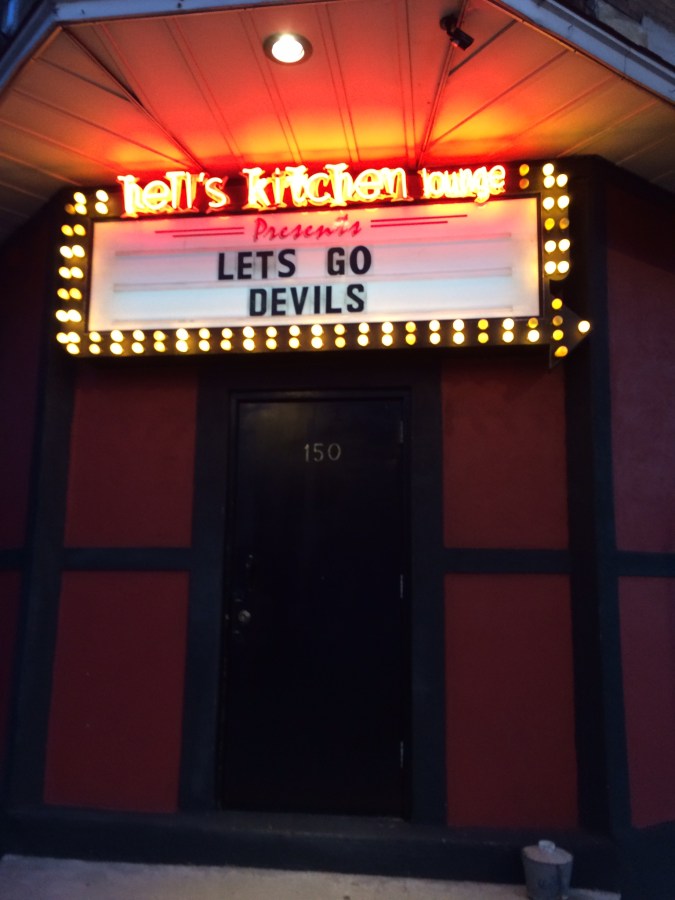 hell's kitchen lounge
Presents
LETS GO
DEVILS
150